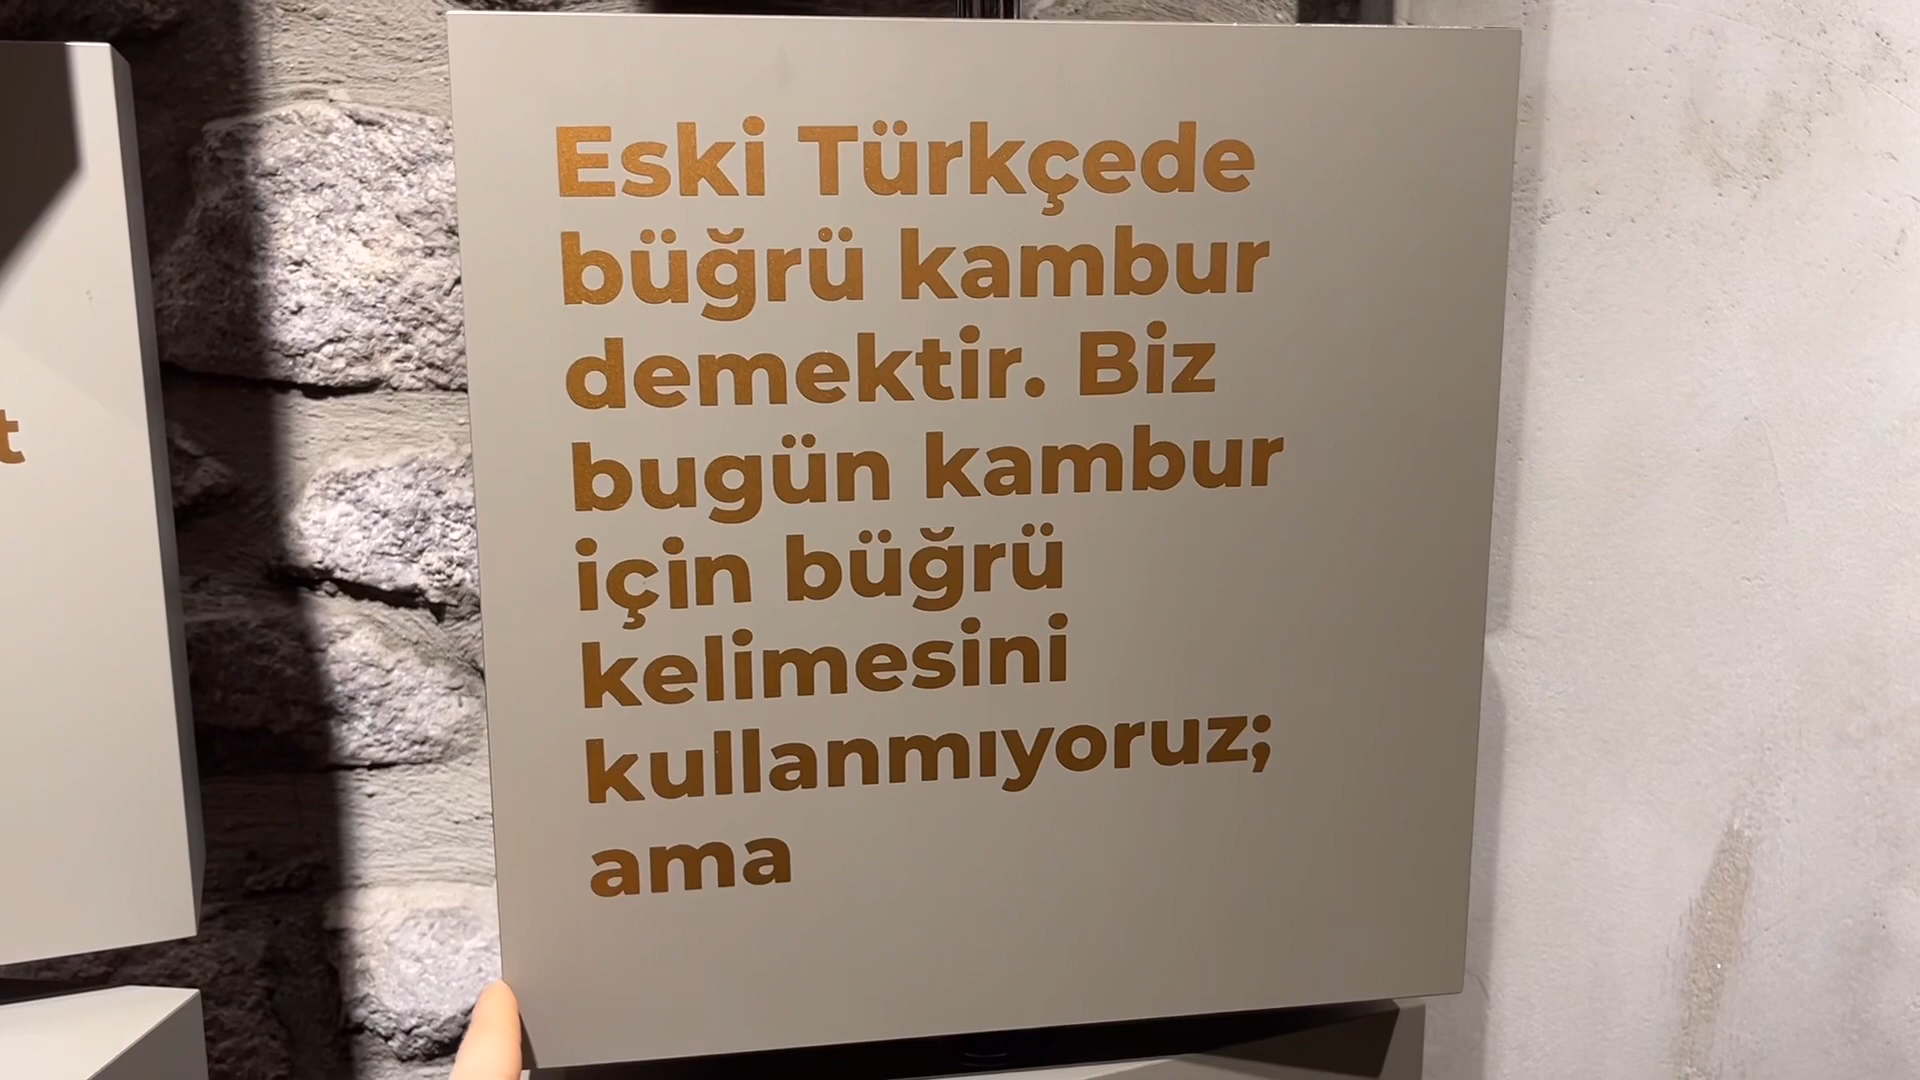 Eski Türkçede
büğrü kambur
demektir. Biz
bugün kambur
için büğrü
kelimesini
kullanmıyoruz;
ama